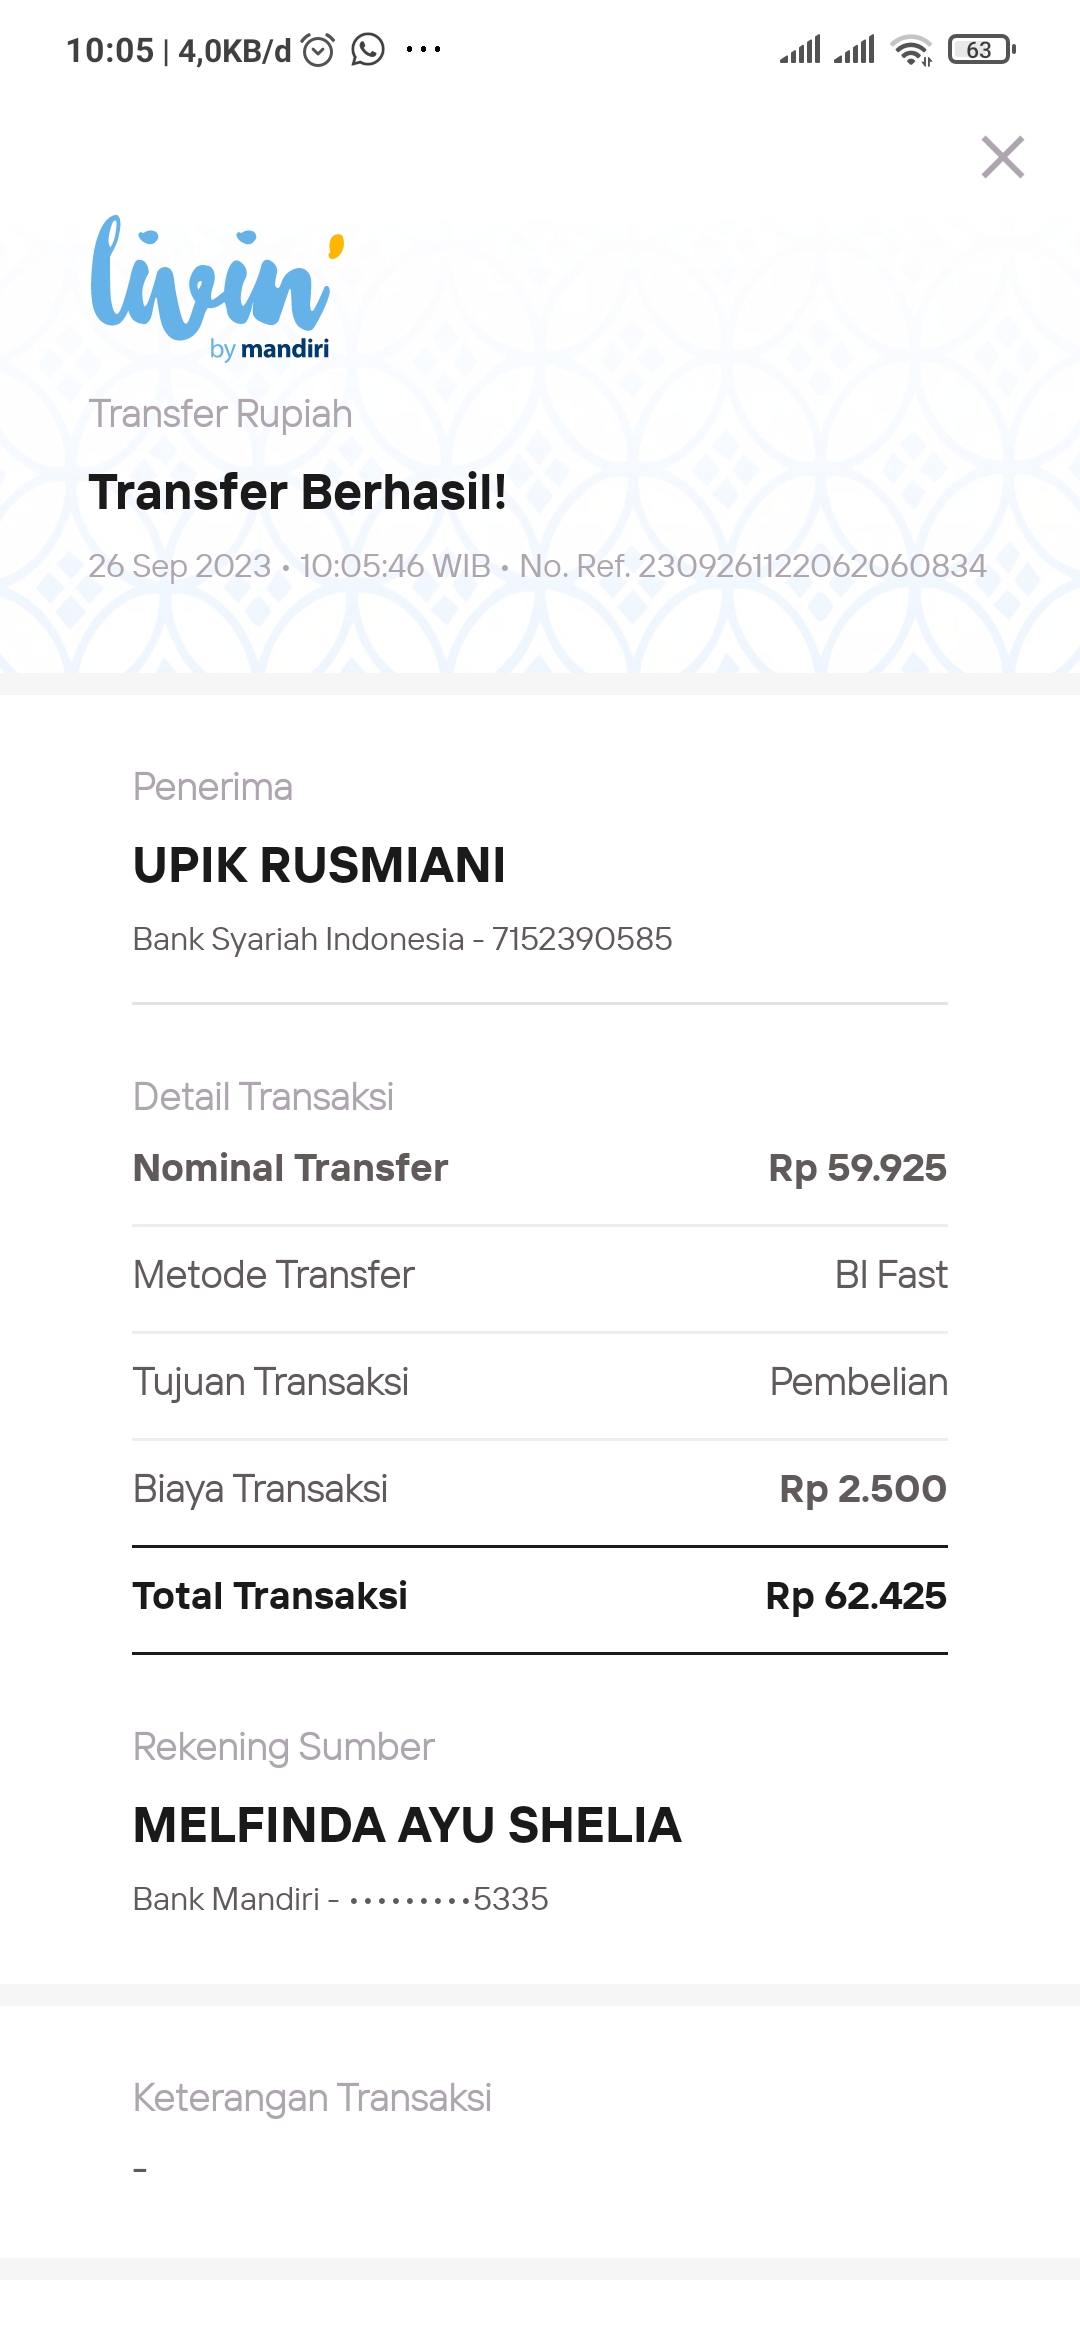 10:05 | 4,0KB/d ...
63
livin'
by mandiri
Transfer Rupiah
Transfer Berhasil!
26 Sep 2023 • 10:05:46 WIB • No. Ref. 2309261122062060834
Penerima
UPIK RUSMIANI
Bank Syariah Indonesia - 7152390585
Detail Transaksi
Nominal Transfer Rp 59.925
Metode Transfer BI Fast
Tujuan Transaksi Pembelian
Biaya Transaksi Rp 2.500
Total Transaksi Rp 62.425
Rekening Sumber
MELFINDA AYU SHELIA
Bank Mandiri - •••••••••5335
Keterangan Transaksi
-